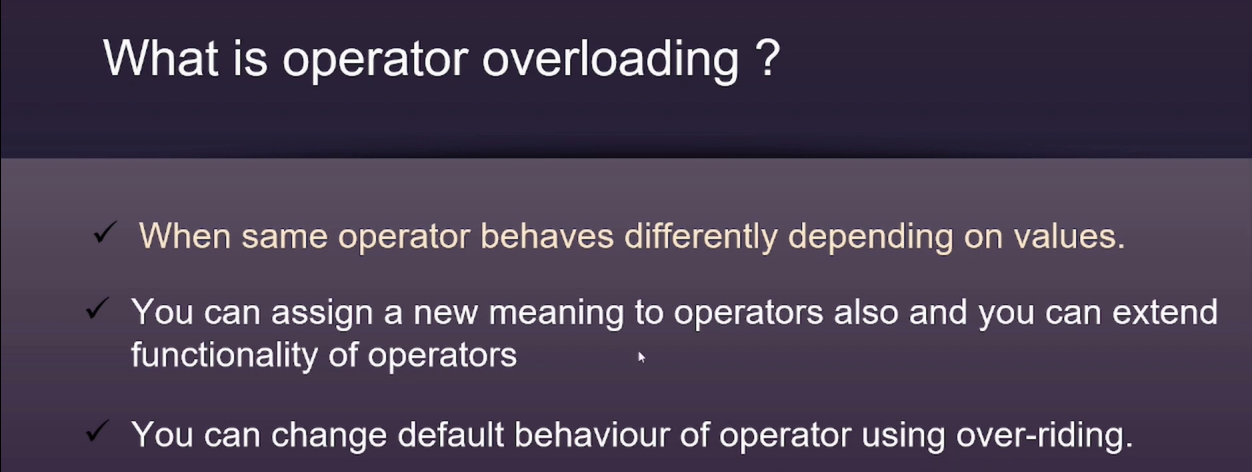 What is operator overloading ?
✓ When same operator behaves differently depending on values.
✓ You can assign a new meaning to operators also and you can extend
functionality of operators
✓ You can change default behaviour of operator using over-riding.